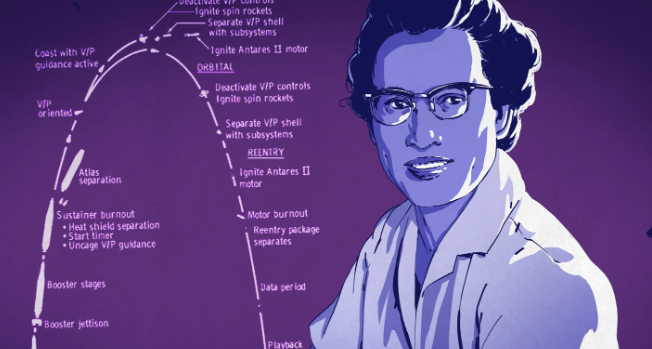 Deactivate V/P controls
Ignite spin rockets
Separate V/P shell
with subsystems
Ignite Antares II motor
Coast with V/P
guidance active
ORBITAL
Deactivate V/P controls
Ignite spin rockets
V/P
oriented
Separate V/P shell
with subsystems
REENTRY
Atlas
separation
Ignite Antares II
motor
Sustainer burnout
• Heat shield separation
• Start timer
• Uncage V/P guidance
Motor burnout
Reentry package
separates
Booster stages
Data period
Booster jettison
Playback